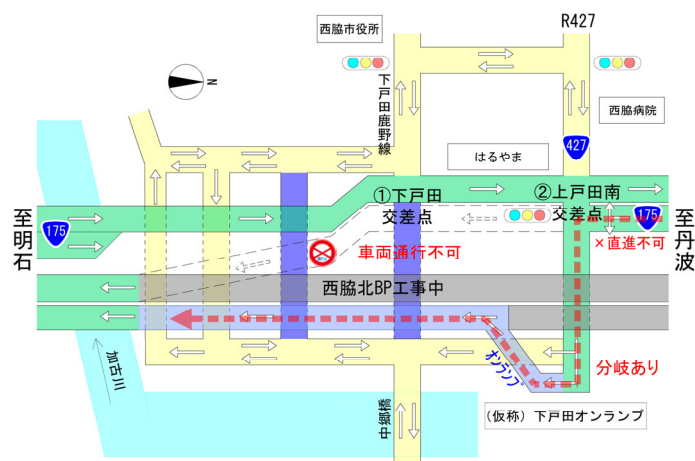 西脇市役所
R427
N
下戸田鹿野線
西脇病院
427
はるやま
①下戸田
交差点
②上戸田南
交差点
至明石
175
175
至丹波
×直進不可
車両通行不可
西脇北BP工事中
加古川
オンランプ
分岐あり
中郷橋
(仮称)下戸田オンランプ